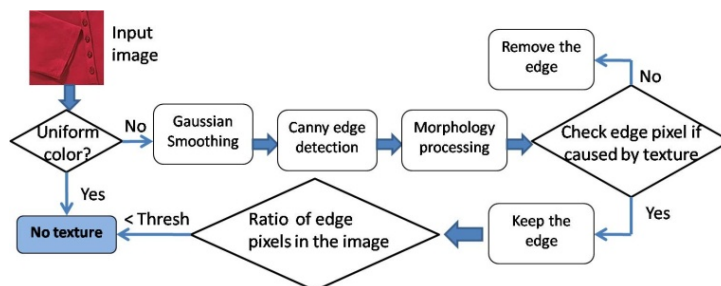 Input
image
Remove the
edge
No
Uniform
color?
No
Gaussian
Smoothing
Canny edge
detection
Morphology
processing
Check edge pixel if
caused by texture
Yes
Yes
No texture
< Thresh
Ratio of edge
pixels in the image
Keep the
edge